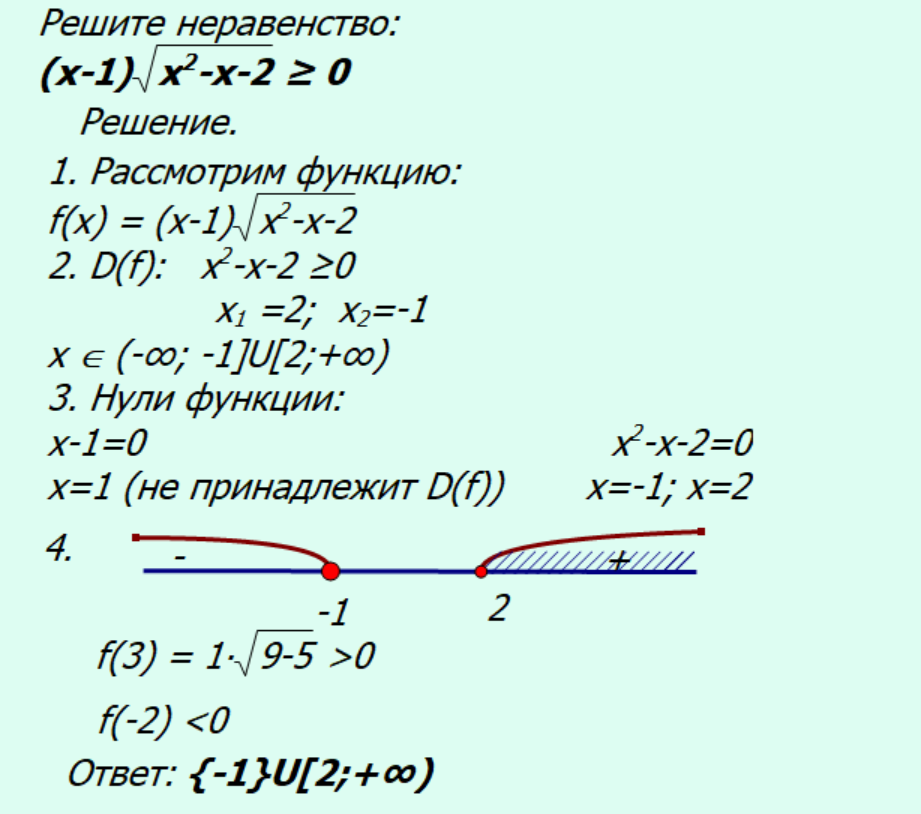 Решите неравенство:
(x-1)√x²-x-2 ≥ 0
Решение.
1. Рассмотрим функцию:
f(x) = (x-1)√x²-x-2
2. D(f): x²-x-2 ≥0
x₁ =2; x₂=-1
x ∈ (-∞; -1]U[2;+∞)
3. Нули функции:
x-1=0 x²-x-2=0
x=1 (не принадлежит D(f)) x=-1; x=2
4. - +
-1 2
f(3) = 1·√9-5 >0
f(-2) <0
Ответ: {-1}U[2;+∞)